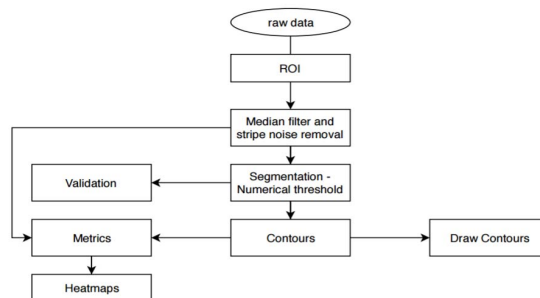 raw data
ROI
Median filter and
stripe noise removal
Segmentation -
Numerical threshold
Validation
Metrics
Contours
Draw Contours
Heatmaps